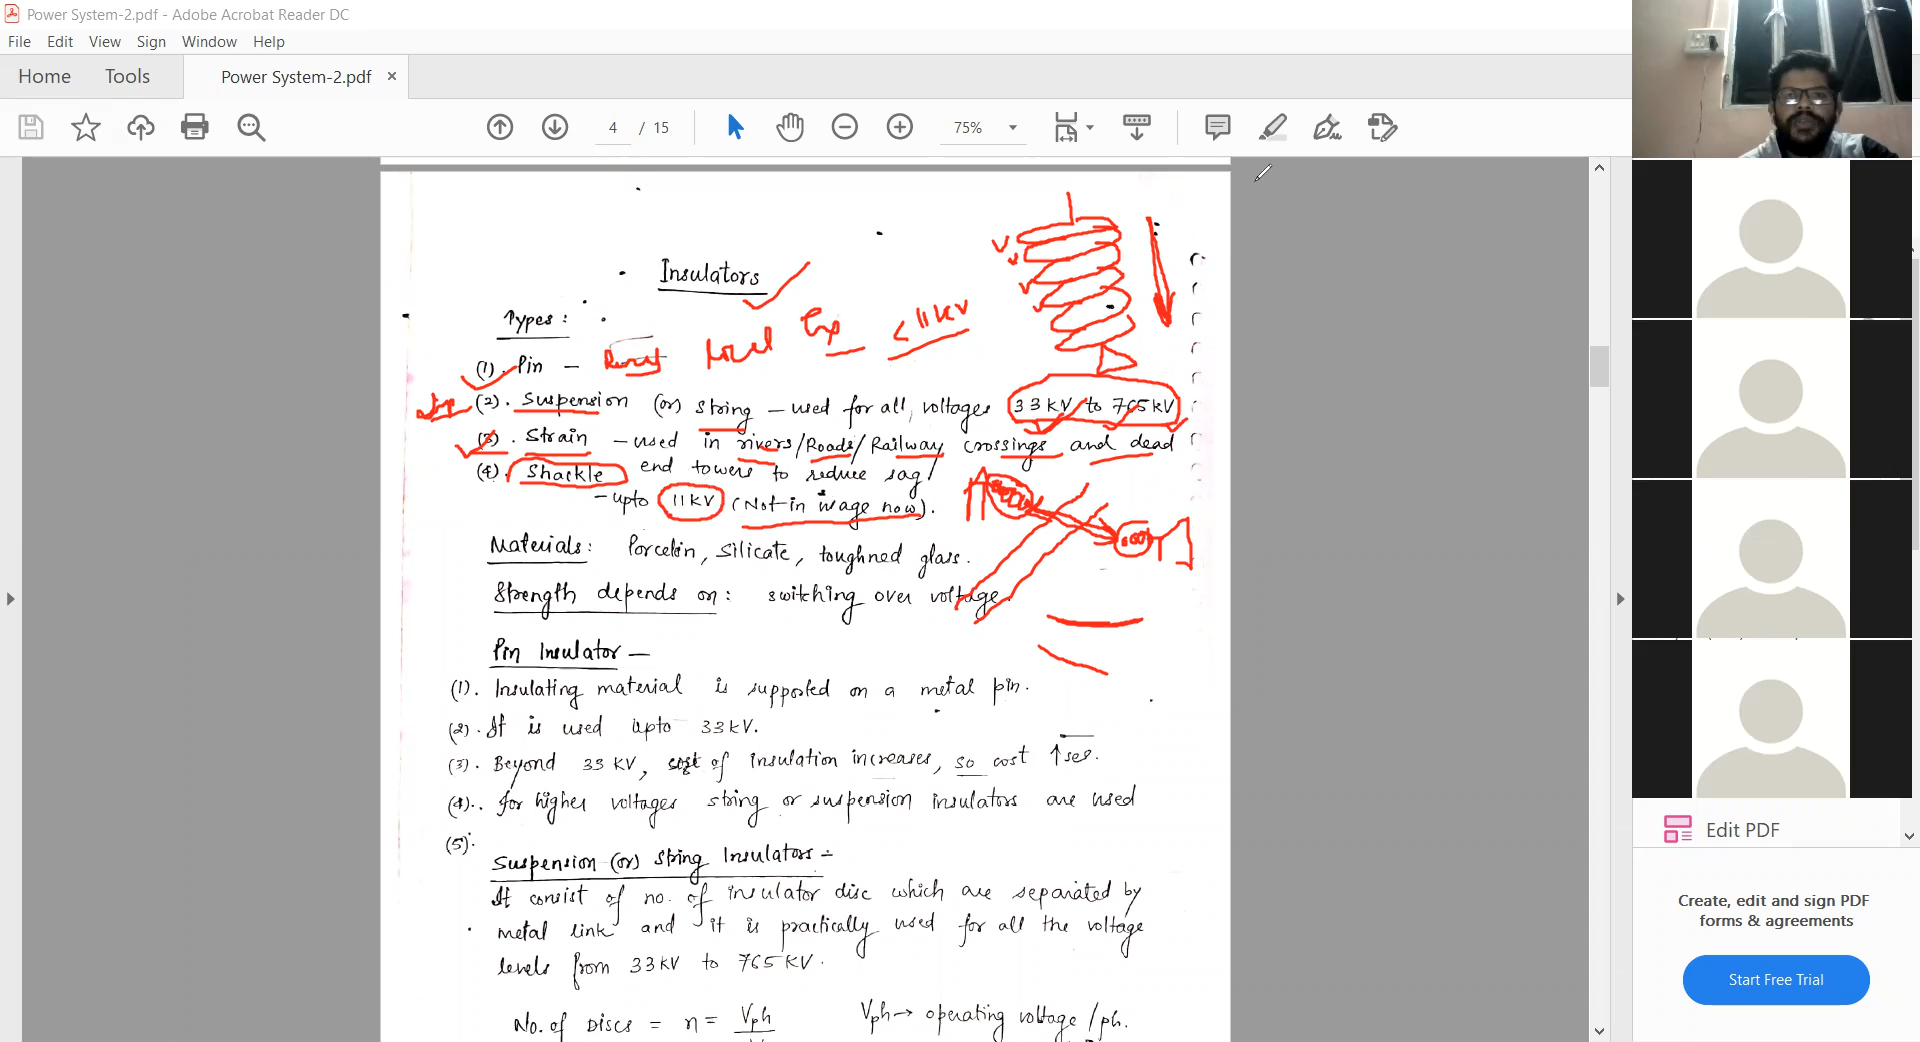 Power System-2.pdf - Adobe Acrobat Reader DC
File Edit View Sign Window Help
Home Tools Power System-2.pdf ×
4 / 15 75%
Insulators
Types :
(1). Pin – Rural Local Exp < 11 KV
Imp (2). Suspension (or) String – used for all voltages 33 KV to 765 KV
(3). Strain – used in rivers/Roads/Railway crossings and dead
(4). Shackle end towers to reduce sag
– upto 11 KV (Not in usage now).
Materials: Porcelin, Silicate, toughned glass.
Strength depends on: switching over voltage.
Pin Insulator –
(1). Insulating material is supported on a metal pin.
(2). It is used upto 33 KV.
(3). Beyond 33 KV, of insulation increases, so cost ↑ses.
(4). for higher voltages string or suspension insulators are used
(5).
Suspension (or) String Insulators :-
It consist of no. of insulator disc which are separated by
metal link and it is practically used for all the voltage
levels from 33 KV to 765 KV.
No. of Discs = n = Vph Vph → operating voltage /ph.
Edit PDF
Create, edit and sign PDF
forms & agreements
Start Free Trial